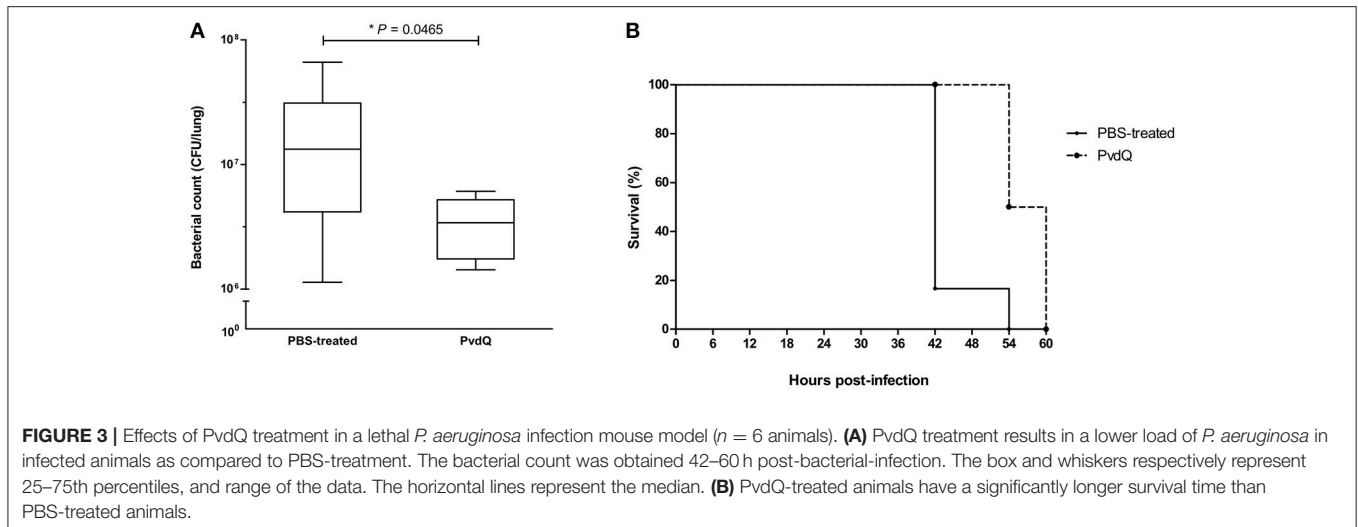 A
* P = 0.0465
Bacterial count (CFU/lung)
10⁸
10⁷
10⁶
10⁰
PBS-treated PvdQ
B
Survival (%)
100
80
60
40
20
0
0 6 12 18 24 30 36 42 48 54 60
Hours post-infection
PBS-treated
PvdQ
FIGURE 3 | Effects of PvdQ treatment in a lethal P. aeruginosa infection mouse model (n = 6 animals). (A) PvdQ treatment results in a lower load of P. aeruginosa in
infected animals as compared to PBS-treatment. The bacterial count was obtained 42–60 h post-bacterial-infection. The box and whiskers respectively represent
25–75th percentiles, and range of the data. The horizontal lines represent the median. (B) PvdQ-treated animals have a significantly longer survival time than
PBS-treated animals.